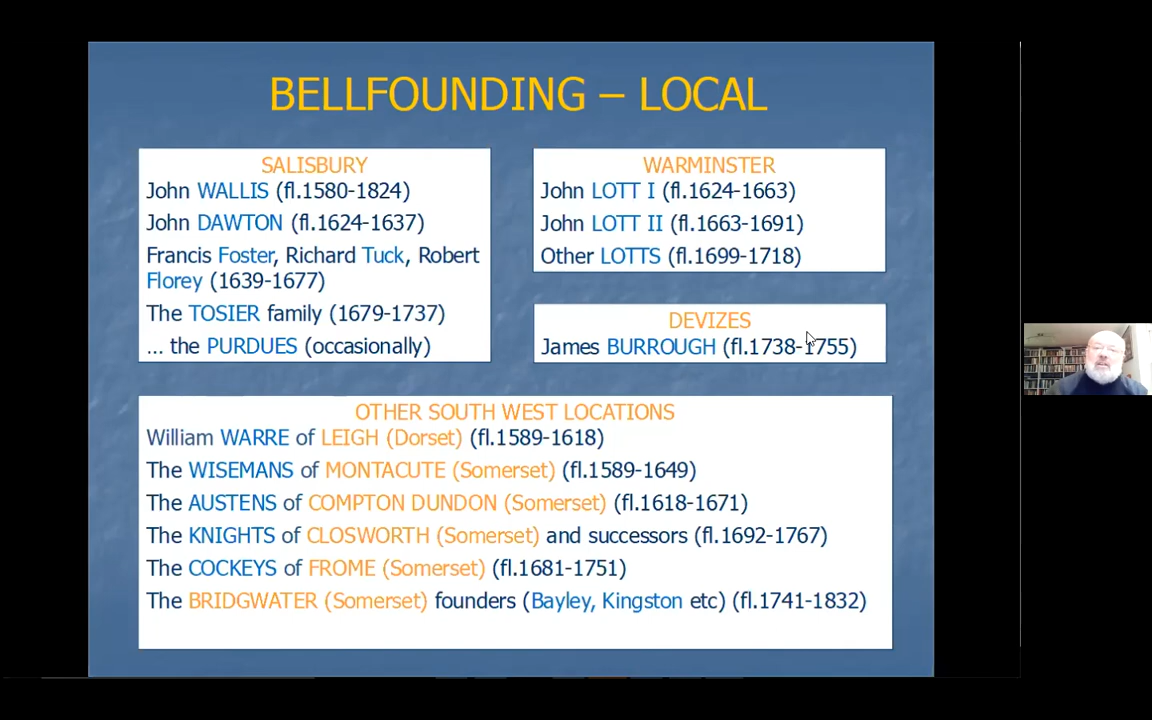 BELLFOUNDING – LOCAL
SALISBURY
John WALLIS (fl.1580-1824)
John DAWTON (fl.1624-1637)
Francis Foster, Richard Tuck, Robert
Florey (1639-1677)
The TOSIER family (1679-1737)
... the PURDUES (occasionally)
WARMINSTER
John LOTT I (fl.1624-1663)
John LOTT II (fl.1663-1691)
Other LOTTS (fl.1699-1718)
DEVIZES
James BURROUGH (fl.1738-1755)
OTHER SOUTH WEST LOCATIONS
William WARRE of LEIGH (Dorset) (fl.1589-1618)
The WISEMANS of MONTACUTE (Somerset) (fl.1589-1649)
The AUSTENS of COMPTON DUNDON (Somerset) (fl.1618-1671)
The KNIGHTS of CLOSWORTH (Somerset) and successors (fl.1692-1767)
The COCKEYS of FROME (Somerset) (fl.1681-1751)
The BRIDGWATER (Somerset) founders (Bayley, Kingston etc) (fl.1741-1832)